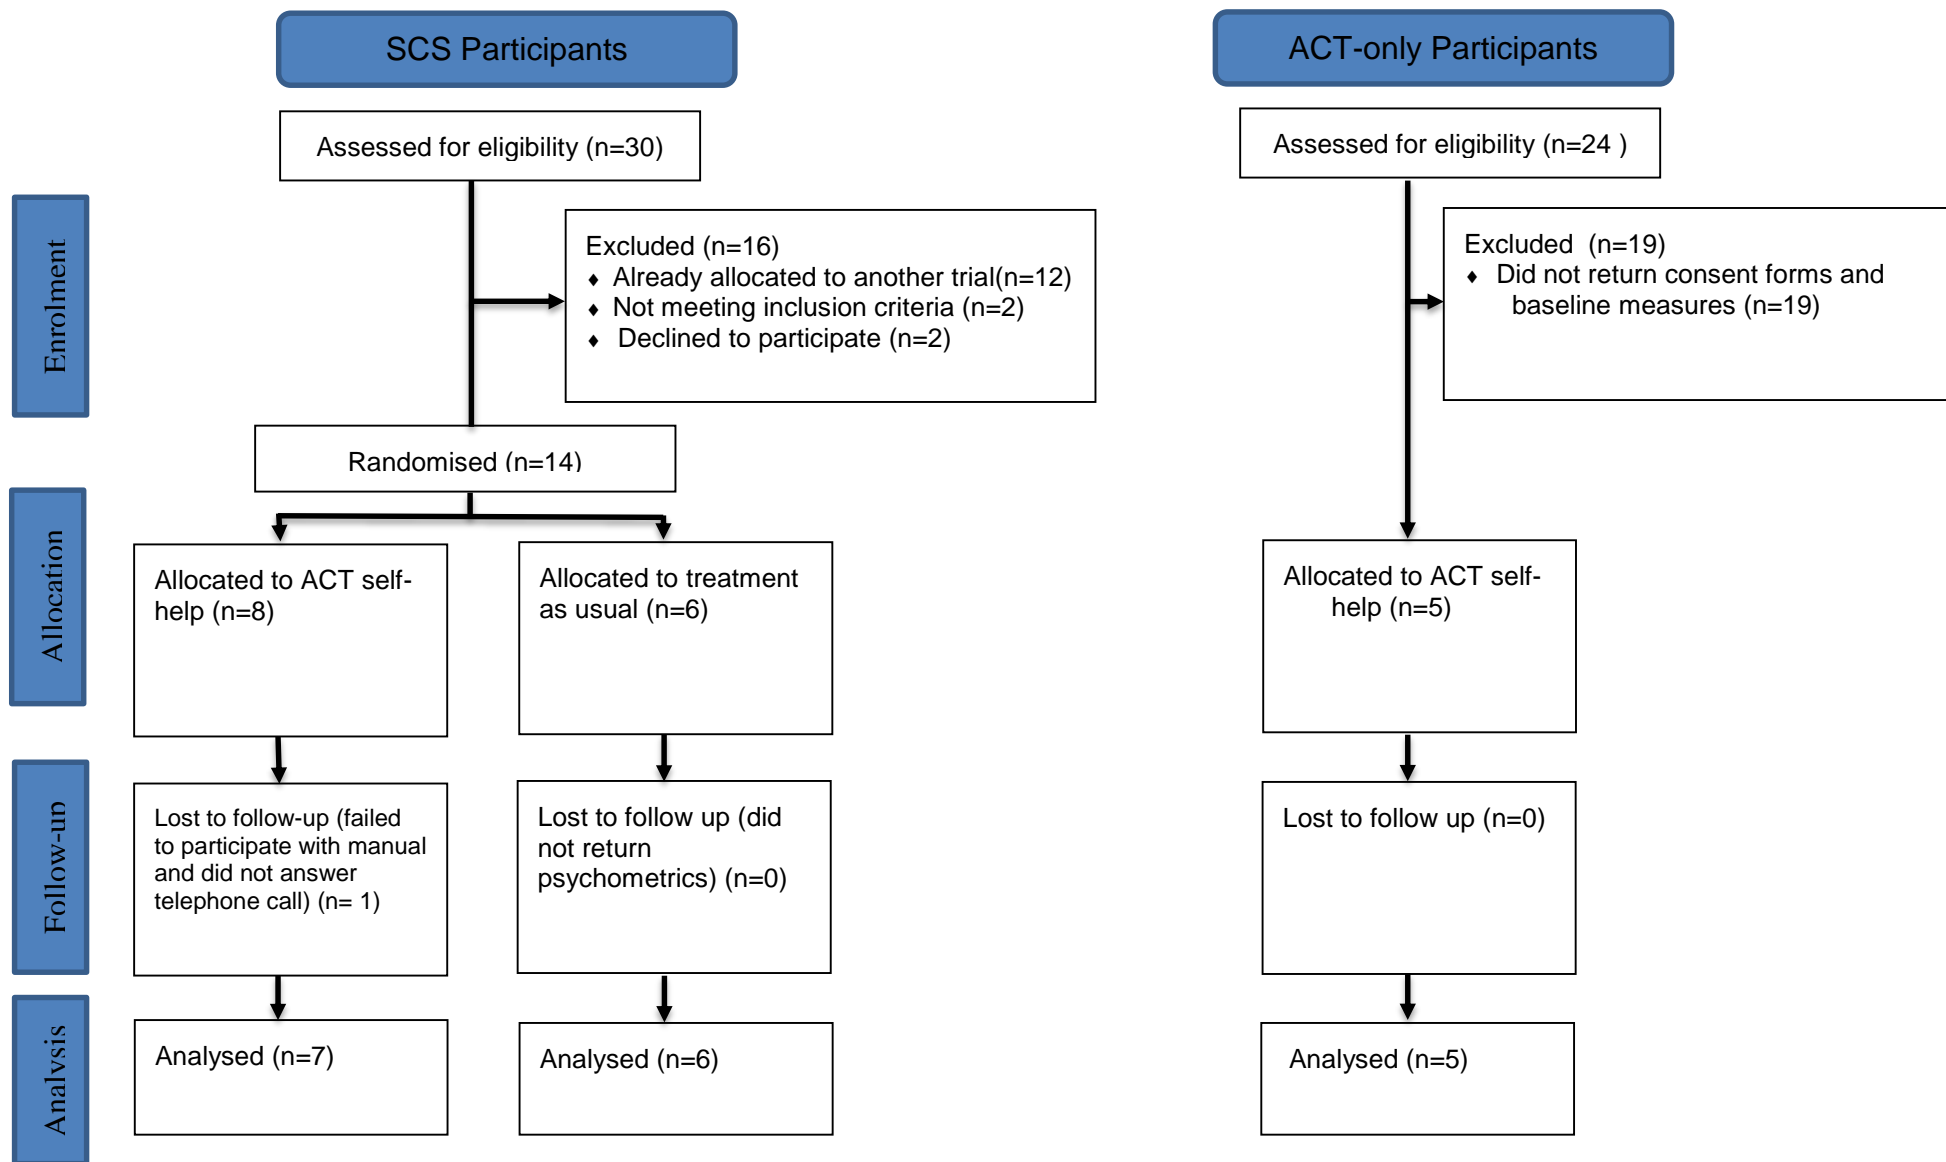 SCS Participants
ACT-only Participants
Assessed for eligibility (n=30)
Assessed for eligibility (n=24 )
Enrolment
Excluded (n=16)
♦ Already allocated to another trial(n=12)
♦ Not meeting inclusion criteria (n=2)
♦ Declined to participate (n=2)
Excluded (n=19)
♦ Did not return consent forms and
baseline measures (n=19)
Randomised (n=14)
Allocation
Allocated to ACT self-
help (n=8)
Allocated to treatment
as usual (n=6)
Allocated to ACT self-
help (n=5)
Follow-up
Lost to follow-up (failed
to participate with manual
and did not answer
telephone call) (n= 1)
Lost to follow up (did
not return
psychometrics) (n=0)
Lost to follow up (n=0)
Analysis
Analysed (n=7)
Analysed (n=6)
Analysed (n=5)